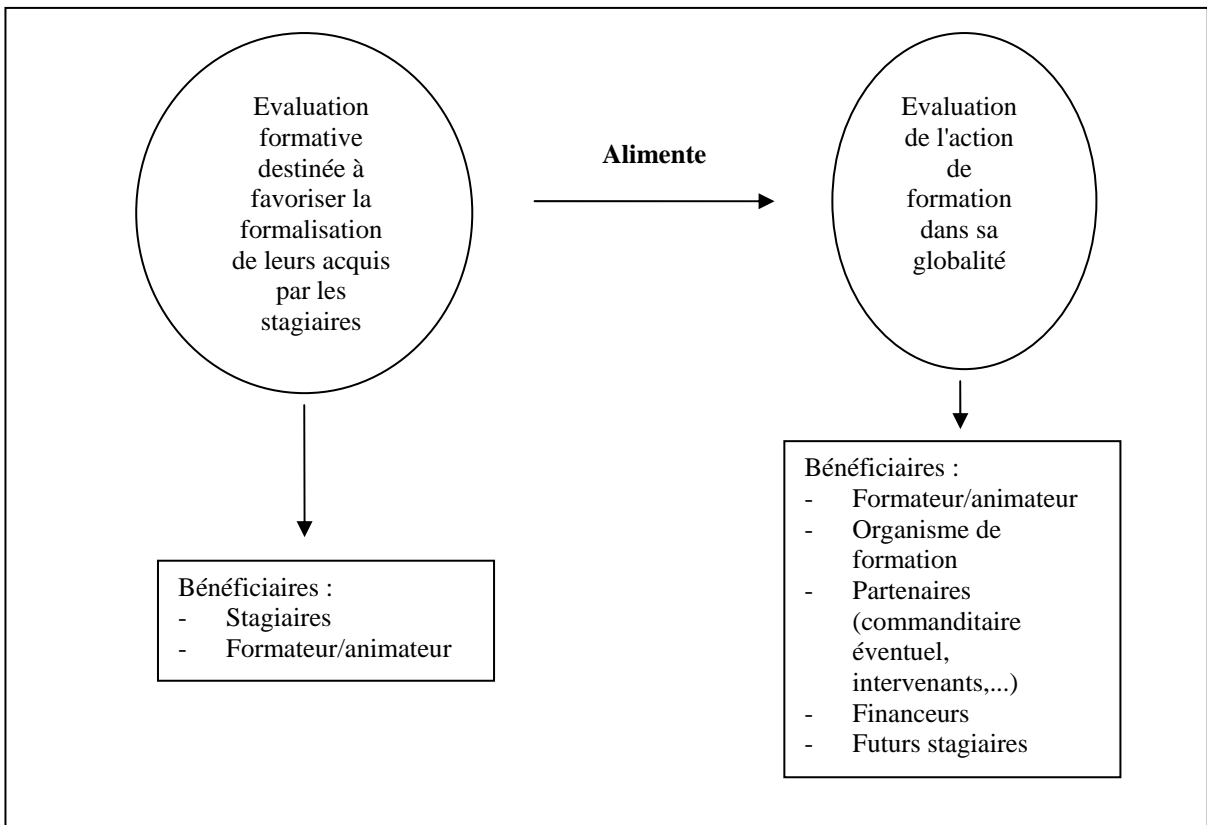 Evaluation
formative
destinée à
favoriser la
formalisation
de leurs acquis
par les
stagiaires
Alimente
Evaluation
de l'action
de
formation
dans sa
globalité
Bénéficiaires :
- Stagiaires
- Formateur/animateur
Bénéficiaires :
- Formateur/animateur
- Organisme de
formation
- Partenaires
(commanditaire
éventuel,
intervenants,...)
- Financeurs
- Futurs stagiaires